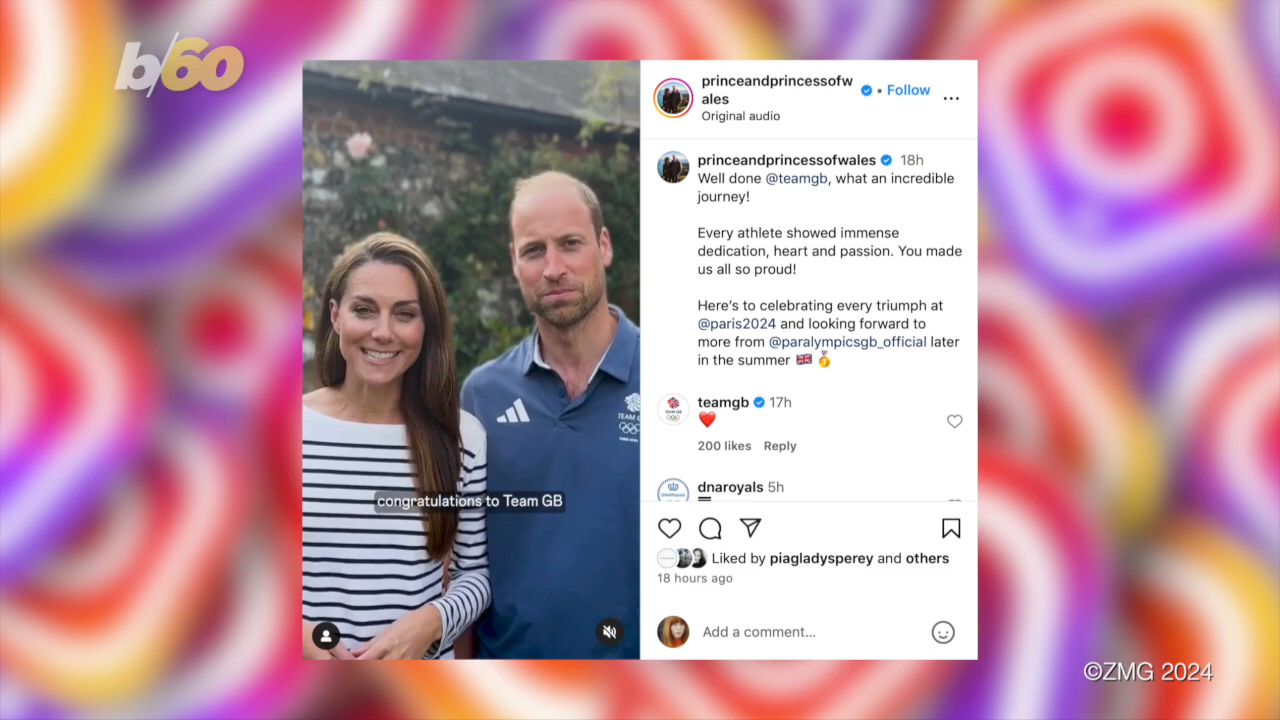 b/60
princeandprincessofw
ales
• Follow
Original audio
princeandprincessofwales 18h
Well done @teamgb, what an incredible
journey!
Every athlete showed immense
dedication, heart and passion. You made
us all so proud!
Here's to celebrating every triumph at
@paris2024 and looking forward to
more from @paralympicsgb_official later
in the summer 🇬🇧 🏅
TEAM GB
teamgb 17h
❤️
200 likes Reply
dnaroyals 5h
congratulations to Team GB
Liked by piagladysperey and others
18 hours ago
Add a comment...
©ZMG 2024